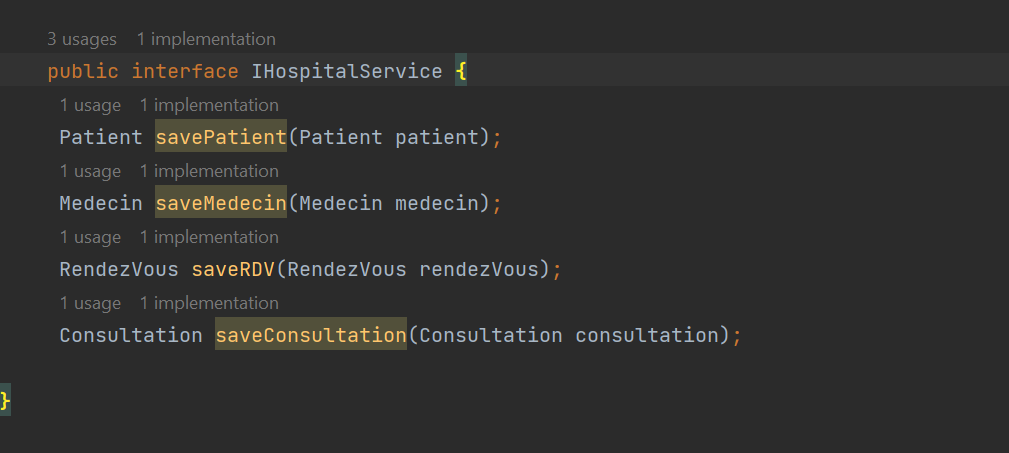 3 usages 1 implementation
public interface IHospitalService {
1 usage 1 implementation
Patient savePatient(Patient patient);
1 usage 1 implementation
Medecin saveMedecin(Medecin medecin);
1 usage 1 implementation
RendezVous saveRDV(RendezVous rendezVous);
1 usage 1 implementation
Consultation saveConsultation(Consultation consultation);
}